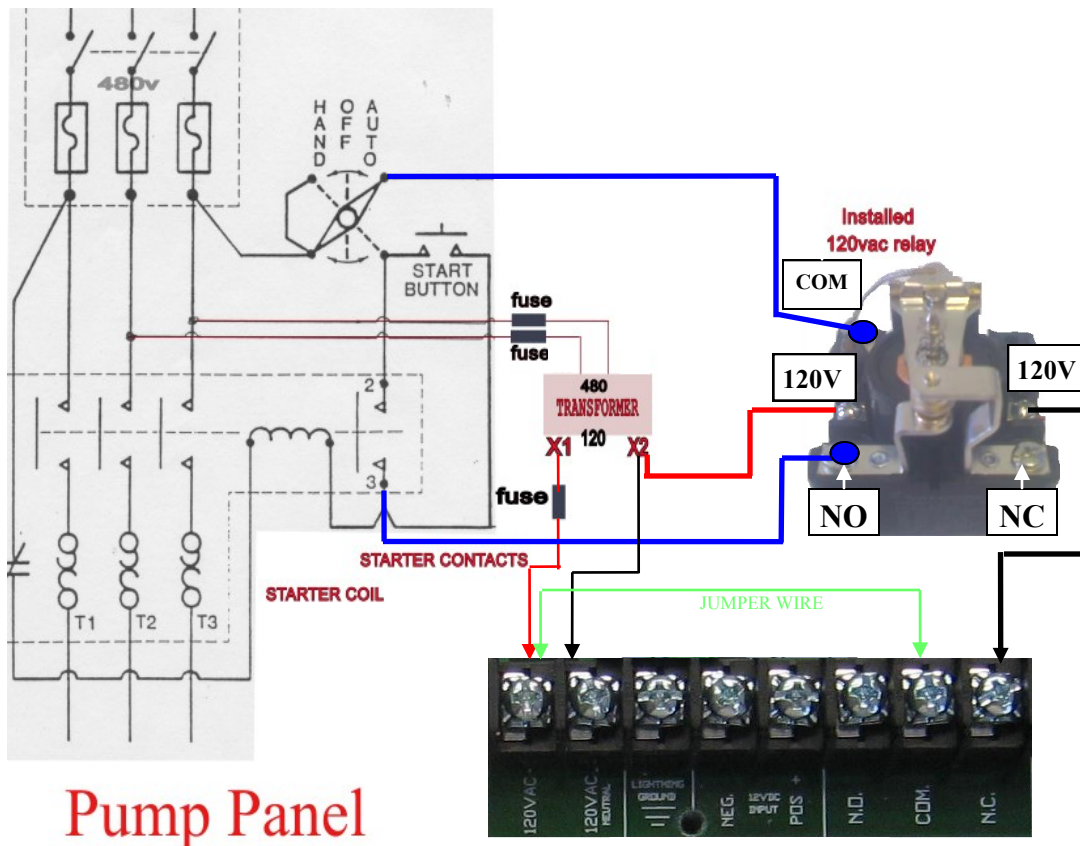 480v
HAND
OFF
AUTO
START
BUTTON
fuse
fuse
480
TRANSFORMER
120
X1
X2
fuse
2
3
STARTER CONTACTS
STARTER COIL
T1
T2
T3
Installed
120vac relay
COM
120V
120V
NO
NC
JUMPER WIRE
120VAC
120VAC
NEUTRAL
LIGHTNING
GROUND
NEG.
12VDC
INPUT
POS +
N.O.
COM.
N.C.
Pump Panel